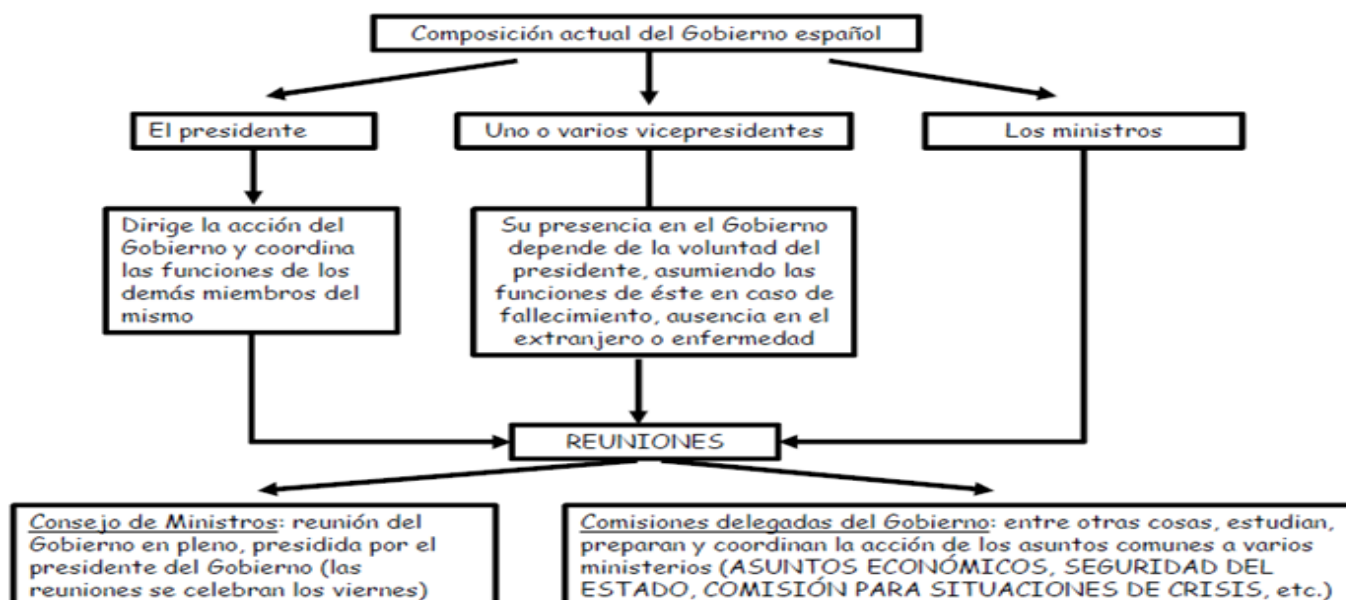 Composición actual del Gobierno español
El presidente
Uno o varios vicepresidentes
Los ministros
Dirige la acción del
Gobierno y coordina
las funciones de los
demás miembros del
mismo
Su presencia en el Gobierno
depende de la voluntad del
presidente, asumiendo las
funciones de éste en caso de
fallecimiento, ausencia en el
extranjero o enfermedad
REUNIONES
Consejo de Ministros: reunión del
Gobierno en pleno, presidida por el
presidente del Gobierno (las
reuniones se celebran los viernes)
Comisiones delegadas del Gobierno: entre otras cosas, estudian,
preparan y coordinan la acción de los asuntos comunes a varios
ministerios (ASUNTOS ECONÓMICOS, SEGURIDAD DEL
ESTADO, COMISIÓN PARA SITUACIONES DE CRISIS, etc.)